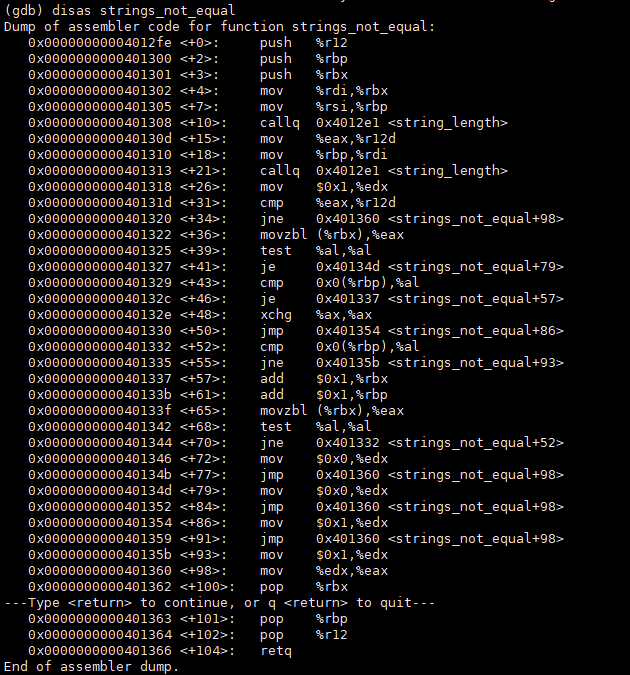 (gdb) disas strings_not_equal
Dump of assembler code for function strings_not_equal:
   0x00000000004012fe <+0>:	push   %r12
   0x0000000000401300 <+2>:	push   %rbp
   0x0000000000401301 <+3>:	push   %rbx
   0x0000000000401302 <+4>:	mov    %rdi,%rbx
   0x0000000000401305 <+7>:	mov    %rsi,%rbp
   0x0000000000401308 <+10>:	callq  0x4012e1 <string_length>
   0x000000000040130d <+15>:	mov    %eax,%r12d
   0x0000000000401310 <+18>:	mov    %rbp,%rdi
   0x0000000000401313 <+21>:	callq  0x4012e1 <string_length>
   0x0000000000401318 <+26>:	mov    $0x1,%edx
   0x000000000040131d <+31>:	cmp    %eax,%r12d
   0x0000000000401320 <+34>:	jne    0x401360 <strings_not_equal+98>
   0x0000000000401322 <+36>:	movzbl (%rbx),%eax
   0x0000000000401325 <+39>:	test   %al,%al
   0x0000000000401327 <+41>:	je     0x40134d <strings_not_equal+79>
   0x0000000000401329 <+43>:	cmp    0x0(%rbp),%al
   0x000000000040132c <+46>:	je     0x401337 <strings_not_equal+57>
   0x000000000040132e <+48>:	xchg   %ax,%ax
   0x0000000000401330 <+50>:	jmp    0x401354 <strings_not_equal+86>
   0x0000000000401332 <+52>:	cmp    0x0(%rbp),%al
   0x0000000000401335 <+55>:	jne    0x40135b <strings_not_equal+93>
   0x0000000000401337 <+57>:	add    $0x1,%rbx
   0x000000000040133b <+61>:	add    $0x1,%rbp
   0x000000000040133f <+65>:	movzbl (%rbx),%eax
   0x0000000000401342 <+68>:	test   %al,%al
   0x0000000000401344 <+70>:	jne    0x401332 <strings_not_equal+52>
   0x0000000000401346 <+72>:	mov    $0x0,%edx
   0x000000000040134b <+77>:	jmp    0x401360 <strings_not_equal+98>
   0x000000000040134d <+79>:	mov    $0x0,%edx
   0x0000000000401352 <+84>:	jmp    0x401360 <strings_not_equal+98>
   0x0000000000401354 <+86>:	mov    $0x1,%edx
   0x0000000000401359 <+91>:	jmp    0x401360 <strings_not_equal+98>
   0x000000000040135b <+93>:	mov    $0x1,%edx
   0x0000000000401360 <+98>:	mov    %edx,%eax
   0x0000000000401362 <+100>:	pop    %rbx
---Type <return> to continue, or q <return> to quit---
   0x0000000000401363 <+101>:	pop    %rbp
   0x0000000000401364 <+102>:	pop    %r12
   0x0000000000401366 <+104>:	retq
End of assembler dump.